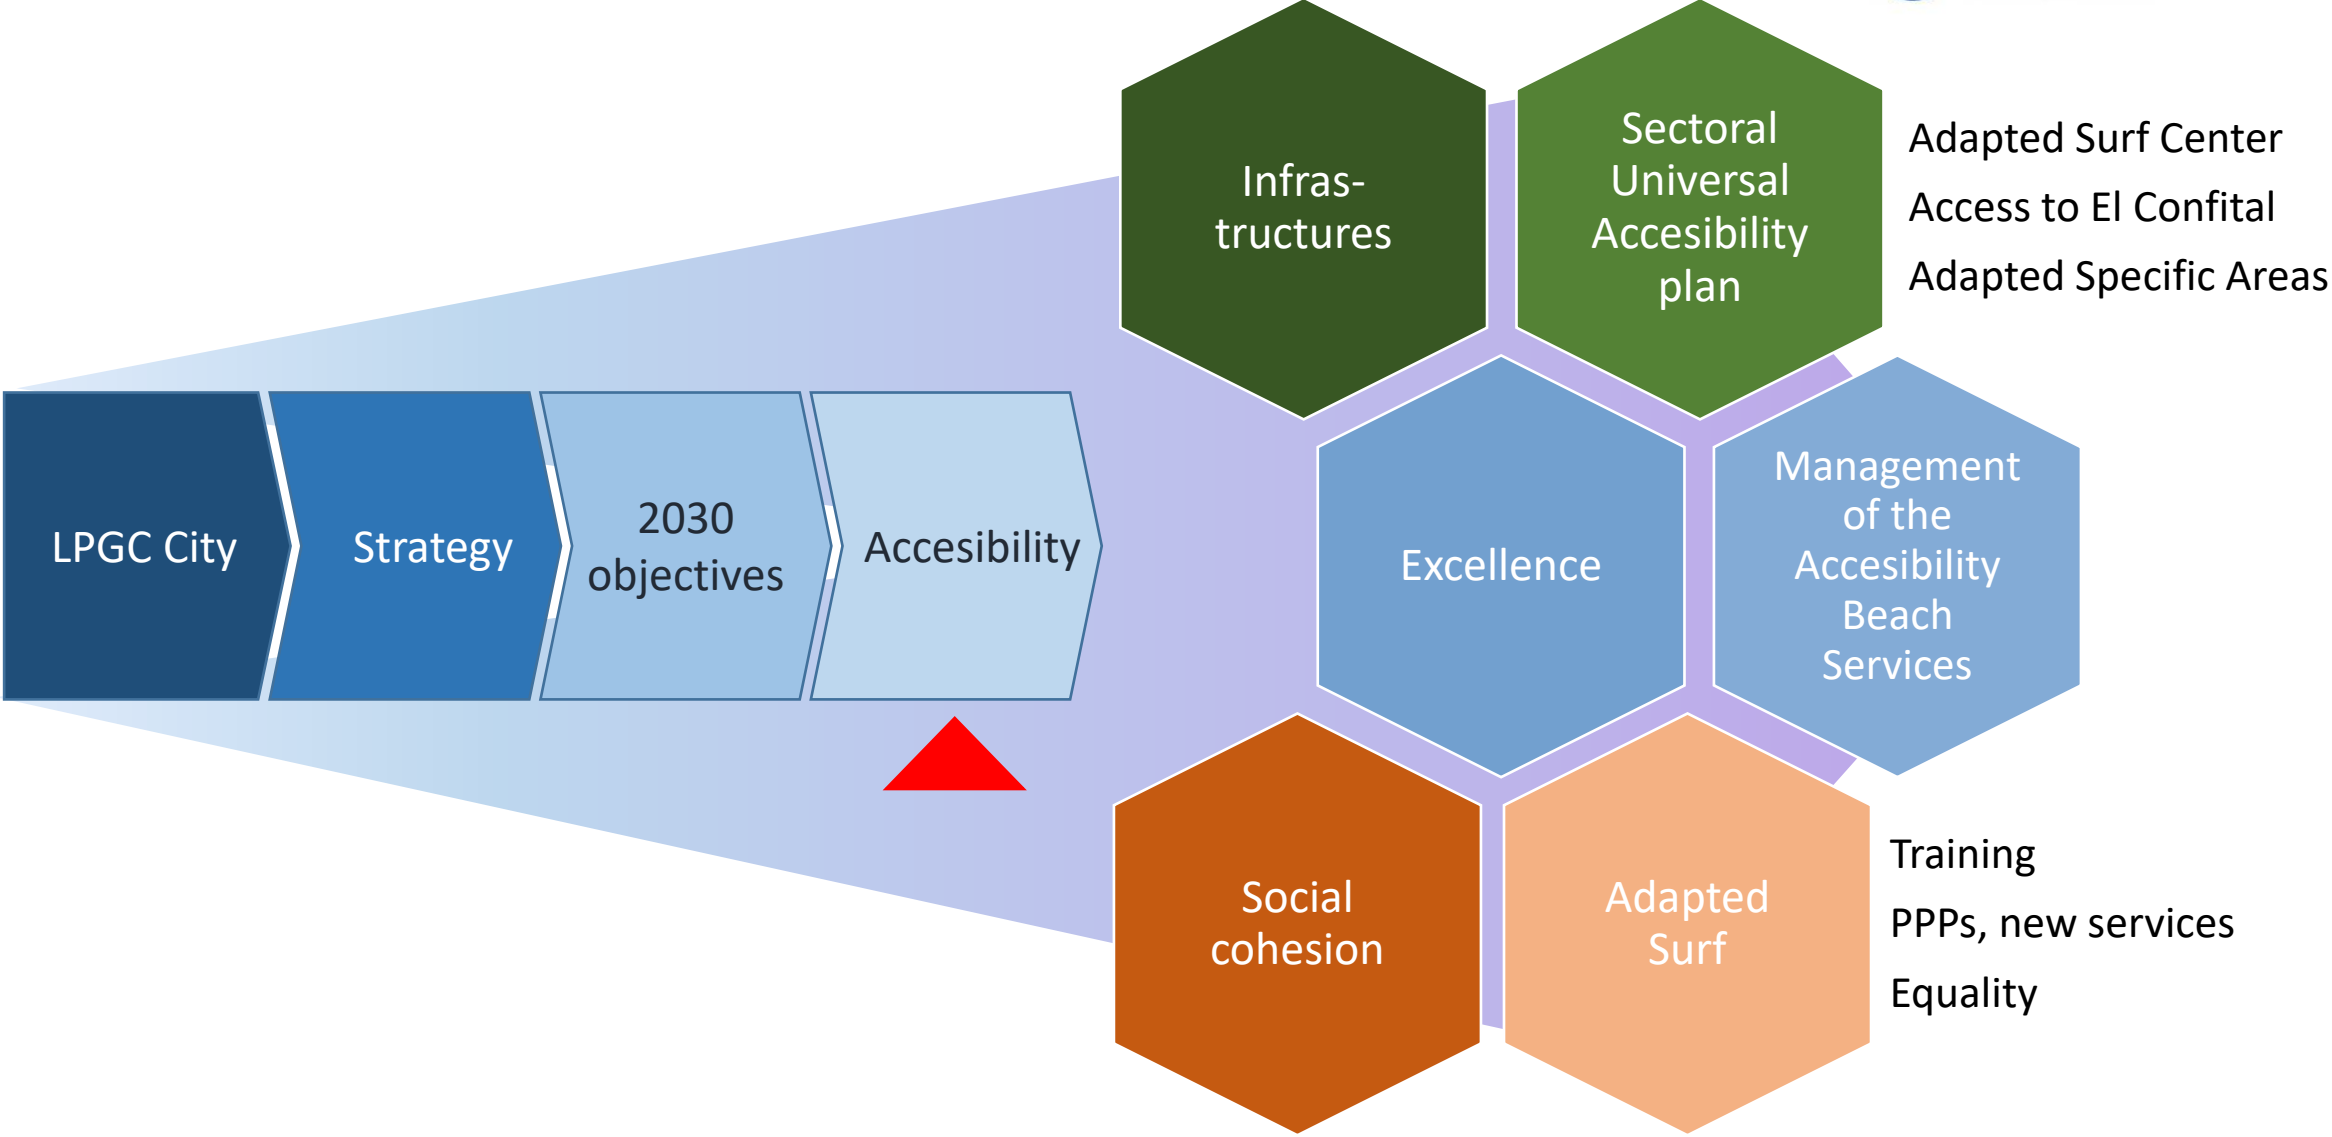 LPGC City
Strategy
2030
objectives
Accesibility
Infras-
tructures
Sectoral
Universal
Accesibility
plan
Adapted Surf Center
Access to El Confital
Adapted Specific Areas
Excellence
Management
of the
Accesibility
Beach
Services
Social
cohesion
Adapted
Surf
Training
PPPs, new services
Equality